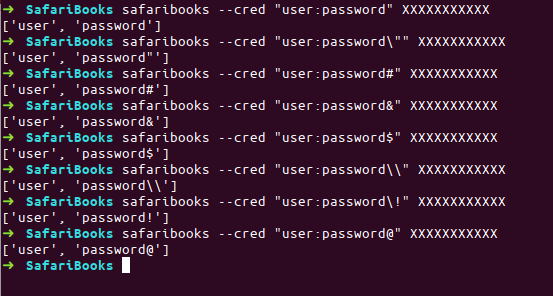 ➜ SafariBooks safaribooks --cred "user:password" XXXXXXXXXXX
['user', 'password']
➜ SafariBooks safaribooks --cred "user:password\"" XXXXXXXXXXX
['user', 'password"']
➜ SafariBooks safaribooks --cred "user:password#" XXXXXXXXXXX
['user', 'password#']
➜ SafariBooks safaribooks --cred "user:password&" XXXXXXXXXXX
['user', 'password&']
➜ SafariBooks safaribooks --cred "user:password$" XXXXXXXXXXX
['user', 'password$']
➜ SafariBooks safaribooks --cred "user:password\\" XXXXXXXXXXX
['user', 'password\\']
➜ SafariBooks safaribooks --cred "user:password\!" XXXXXXXXXXX
['user', 'password!']
➜ SafariBooks safaribooks --cred "user:password@" XXXXXXXXXXX
['user', 'password@']
➜ SafariBooks